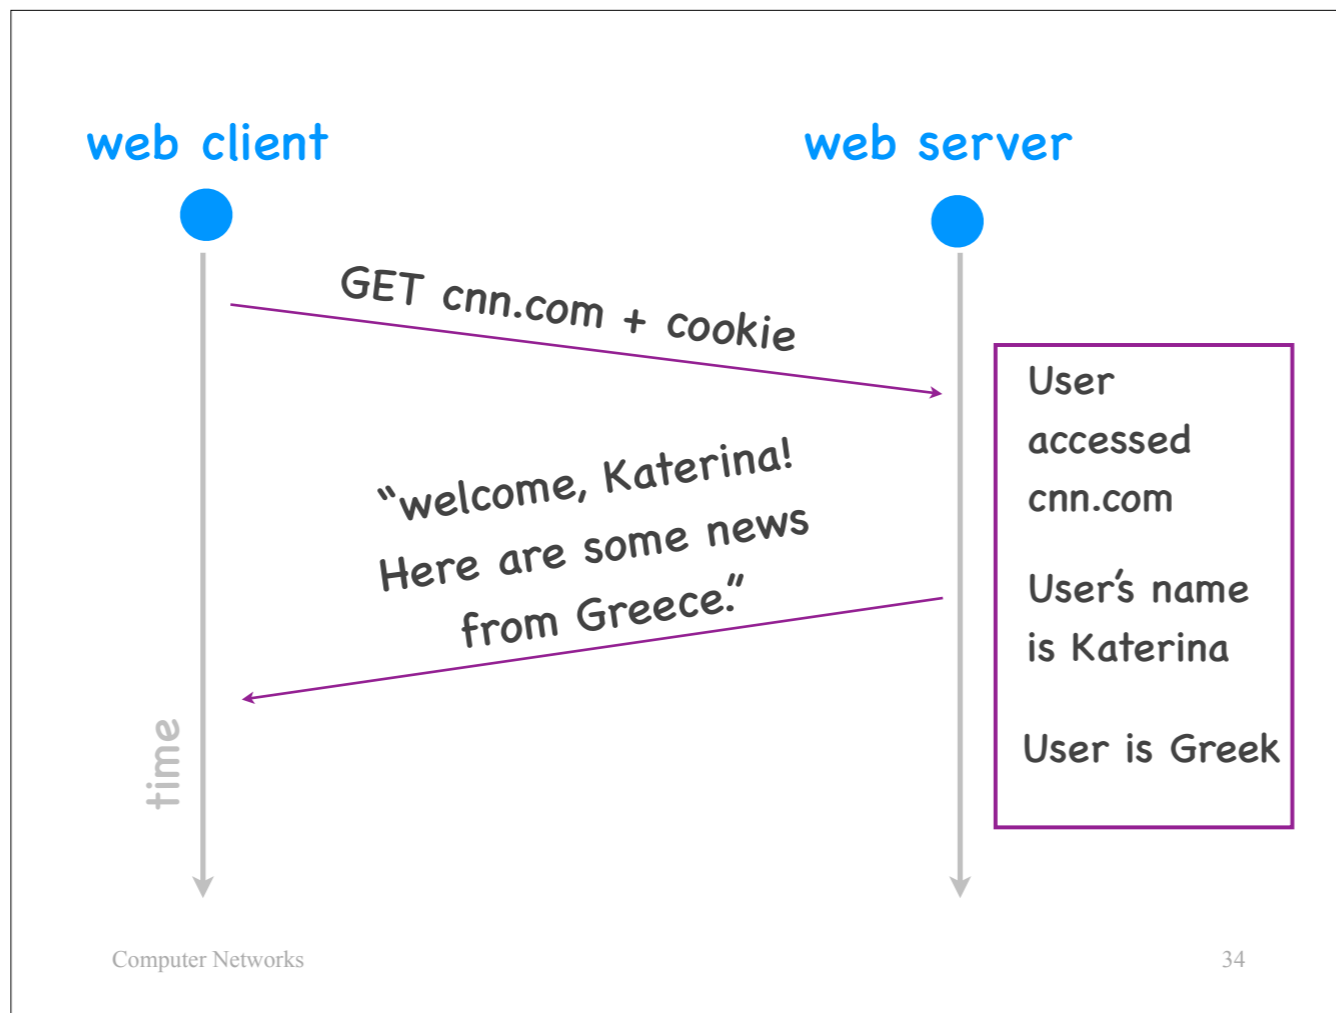 web client
web server
GET cnn.com + cookie
"welcome, Katerina!
Here are some news
from Greece."
User
accessed
cnn.com
User's name
is Katerina
User is Greek
time
Computer Networks
34